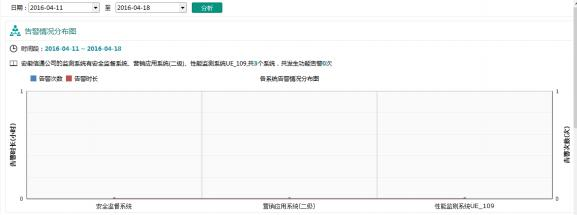 日期：2016-04-11 至 2016-04-18 分析
告警情况分布图
时间段：2016-04-11 -- 2016-04-18
安徽信通公司的监测系统有安全监督系统、营销应用系统(二级)、性能监测系统UE_109,共3个系统，共发生功能告警0次
告警次数 告警时长 各系统告警情况分布图
1 1
告警时长(小时)
告警次数(次)
0 0
安全监督系统 营销应用系统(二级) 性能监测系统UE_109